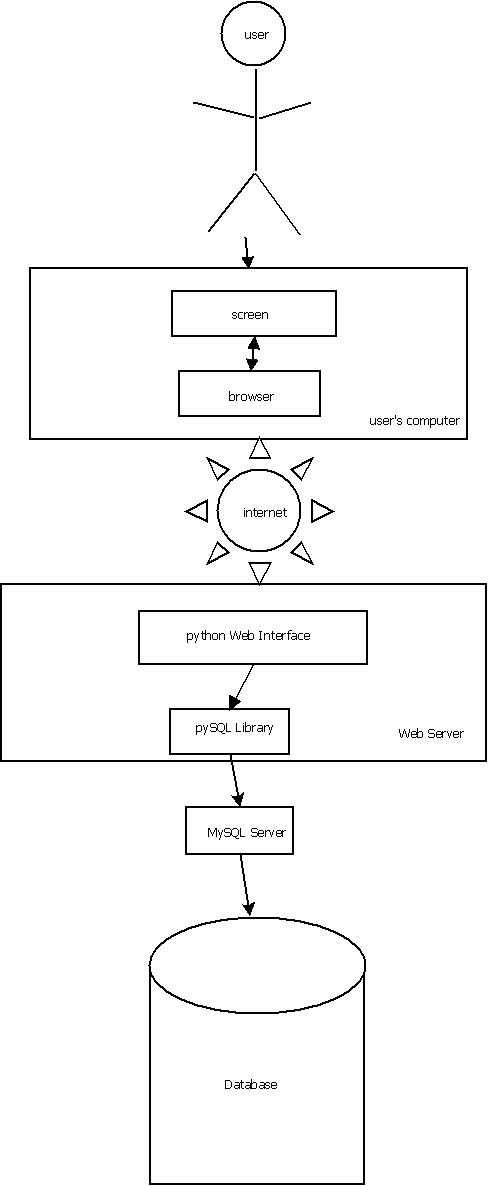 user
screen
browser
user's computer
internet
python Web Interface
pySQL Library
Web Server
MySQL Server
Database